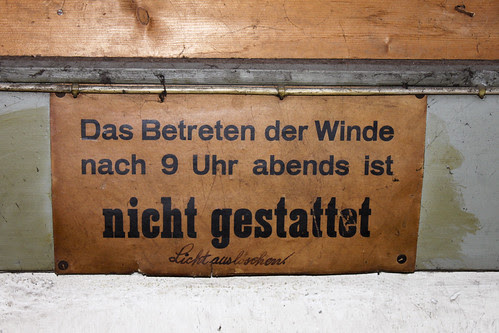 Das Betreten der Winde
nach 9 Uhr abends ist
nicht gestattet
Licht auslöschen!